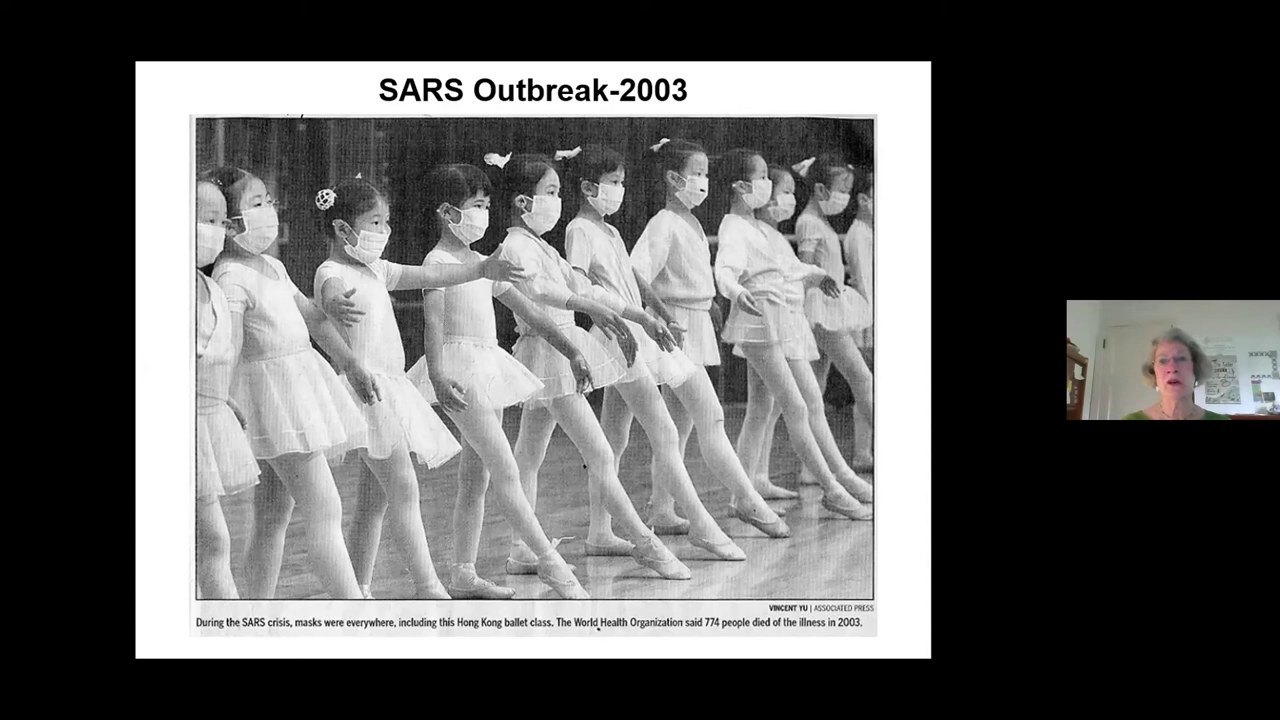 SARS Outbreak-2003
VINCENT YU | ASSOCIATED PRESS
During the SARS crisis, masks were everywhere, including this Hong Kong ballet class. The World Health Organization said 774 people died of the illness in 2003.